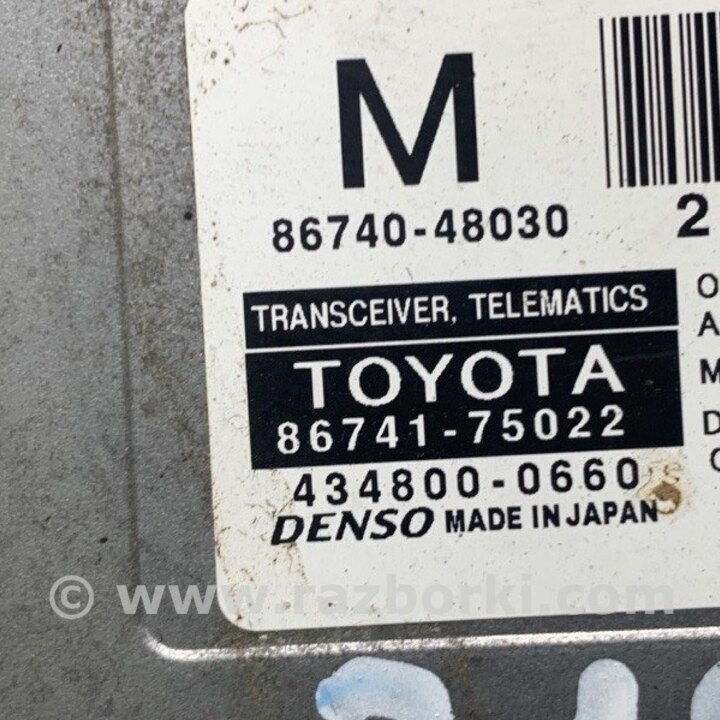 M
86740-48030
2
TRANSCEIVER, TELEMATICS
TOYOTA
86741-75022
434800-0660
DENSO MADE IN JAPAN
© www.razborki.com